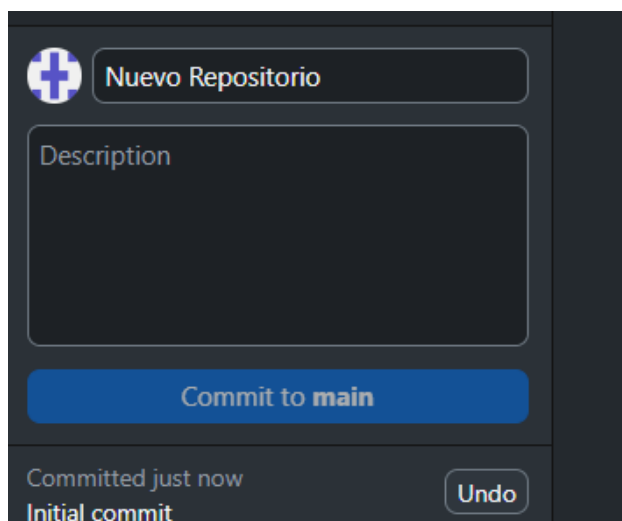 Nuevo Repositorio
Description
Commit to main
Committed just now
Undo
Initial commit